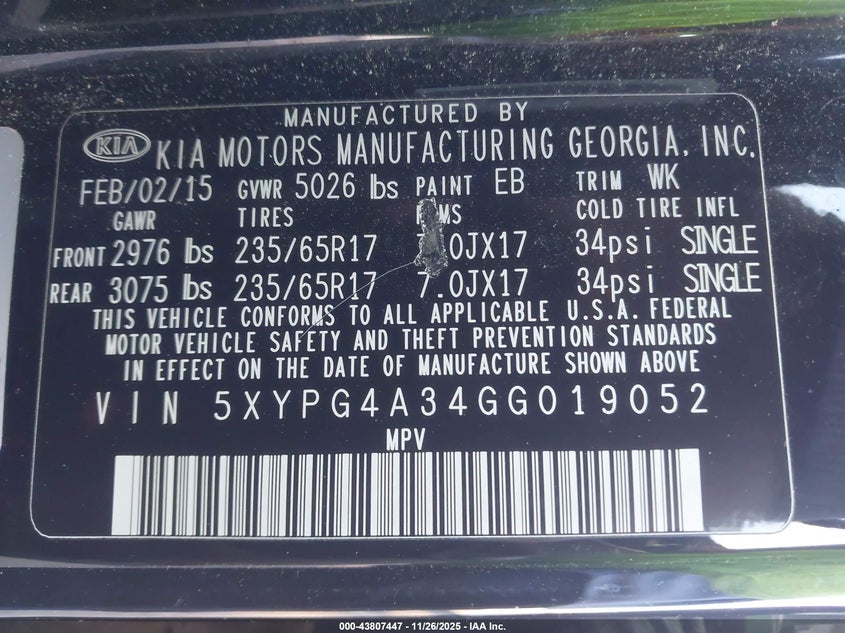 MANUFACTURED BY
KIA KIA MOTORS MANUFACTURING GEORGIA, INC.
FEB/02/15 GVWR 5026 lbs PAINT EB TRIM WK
GAWR TIRES COLD TIRE INFL
FRONT 2976 lbs 235/65R17 .0JX17 34psi SINGLE
REAR 3075 lbs 235/65R17 7.0JX17 34psi SINGLE
THIS VEHICLE CONFORMS TO ALL APPLICABLE U.S.A. FEDERAL
MOTOR VEHICLE SAFETY AND THEFT PREVENTION STANDARDS
IN EFFECT ON THE DATE OF MANUFACTURE SHOWN ABOVE
VIN 5XYPG4A34GG019052
MPV
000-43807447 - 11/26/2025 - IAA Inc.